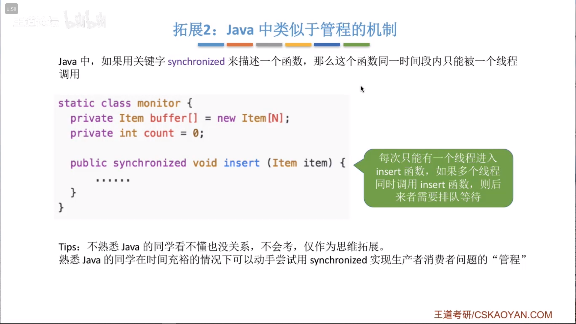 拓展2：Java 中类似于管程的机制
Java 中，如果用关键字 synchronized 来描述一个函数，那么这个函数同一时间段内只能被一个线程
调用
static class monitor {
private Item buffer[] = new Item[N];
private int count = 0;
public synchronized void insert (Item item) {
......
}
}
每次只能有一个线程进入
insert 函数，如果多个线程
同时调用 insert 函数，则后
来者需要排队等待
Tips：不熟悉 Java 的同学看不懂也没关系，不会考，仅作为思维拓展。
熟悉 Java 的同学在时间充裕的情况下可以动手尝试用 synchronized 实现生产者消费者问题的“管程”
王道考研/CSKAOYAN.COM